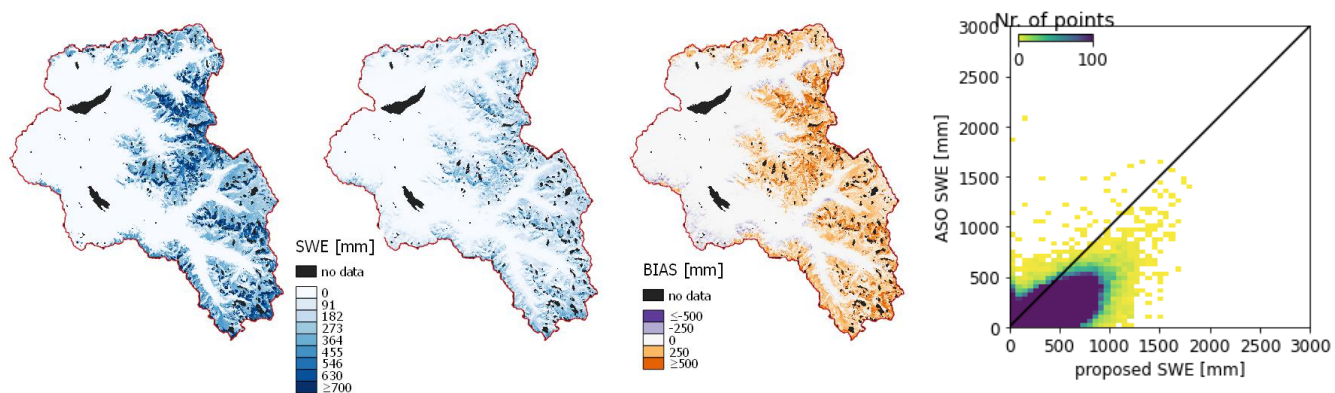 SWE [mm]
no data
0
91
182
273
364
455
546
630
≥700
BIAS [mm]
no data
≤-500
-250
0
250
≥500
Nr. of points
0 100
3000
2500
2000
1500
1000
500
0
ASO SWE [mm]
0 500 1000 1500 2000 2500 3000
proposed SWE [mm]